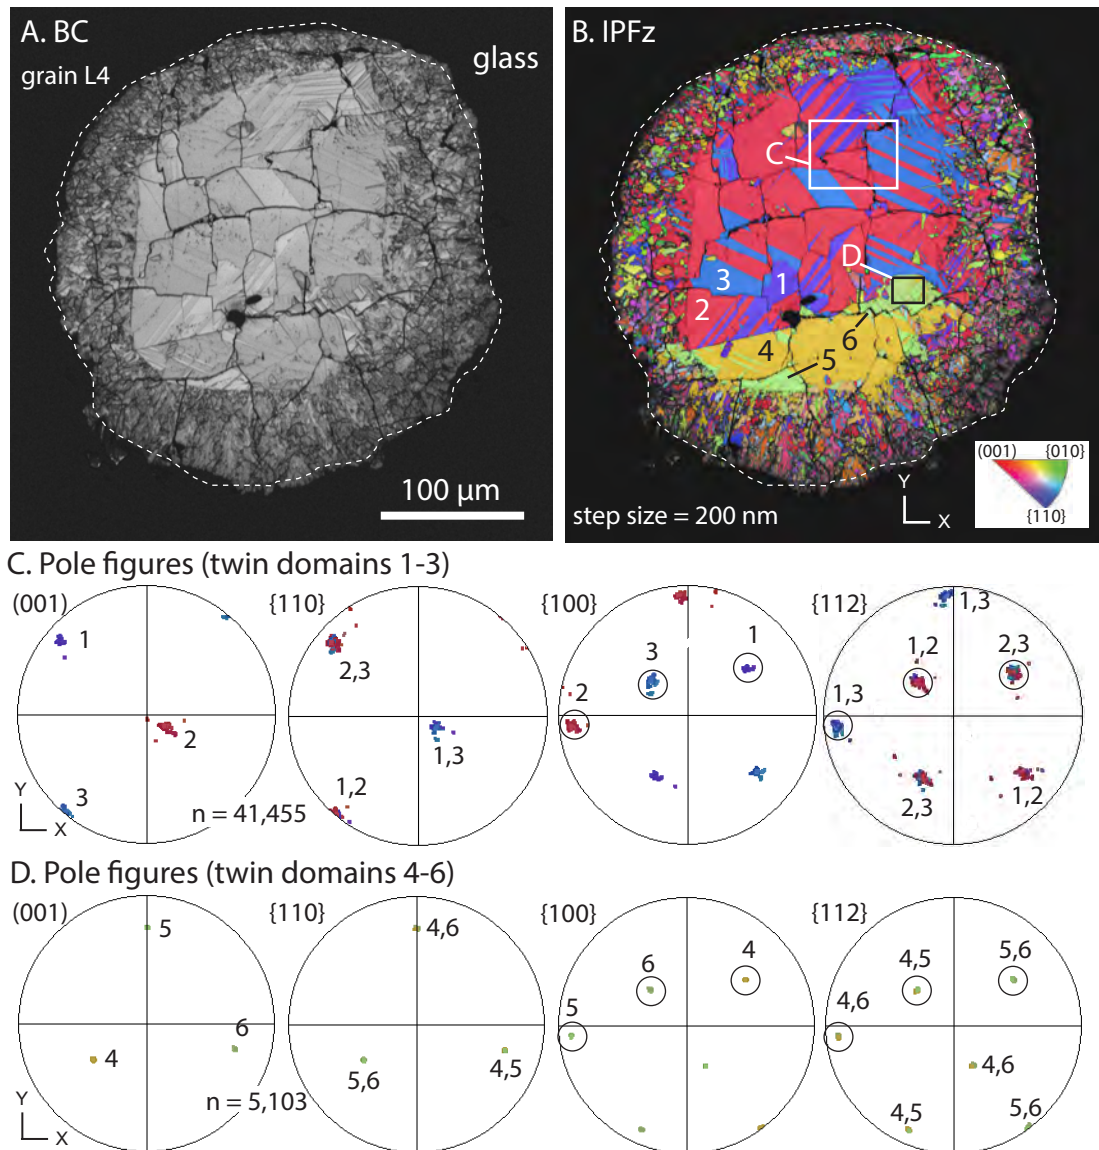 A. BC
grain L4
glass
100 µm
B. IPFz
C
D
3
1
2
4
5
6
(001) {010}
{110}
Y
X
step size = 200 nm
C. Pole figures (twin domains 1-3)
(001)
1
2
3
Y
X
n = 41,455
{110}
2,3
1,3
1,2
{100}
1
3
2
{112}
1,3
1,2
2,3
1,3
2,3
1,2
D. Pole figures (twin domains 4-6)
(001)
5
6
4
Y
X
n = 5,103
{110}
4,6
5,6
4,5
{100}
6
4
5
{112}
4,5
5,6
4,6
4,6
4,5
5,6